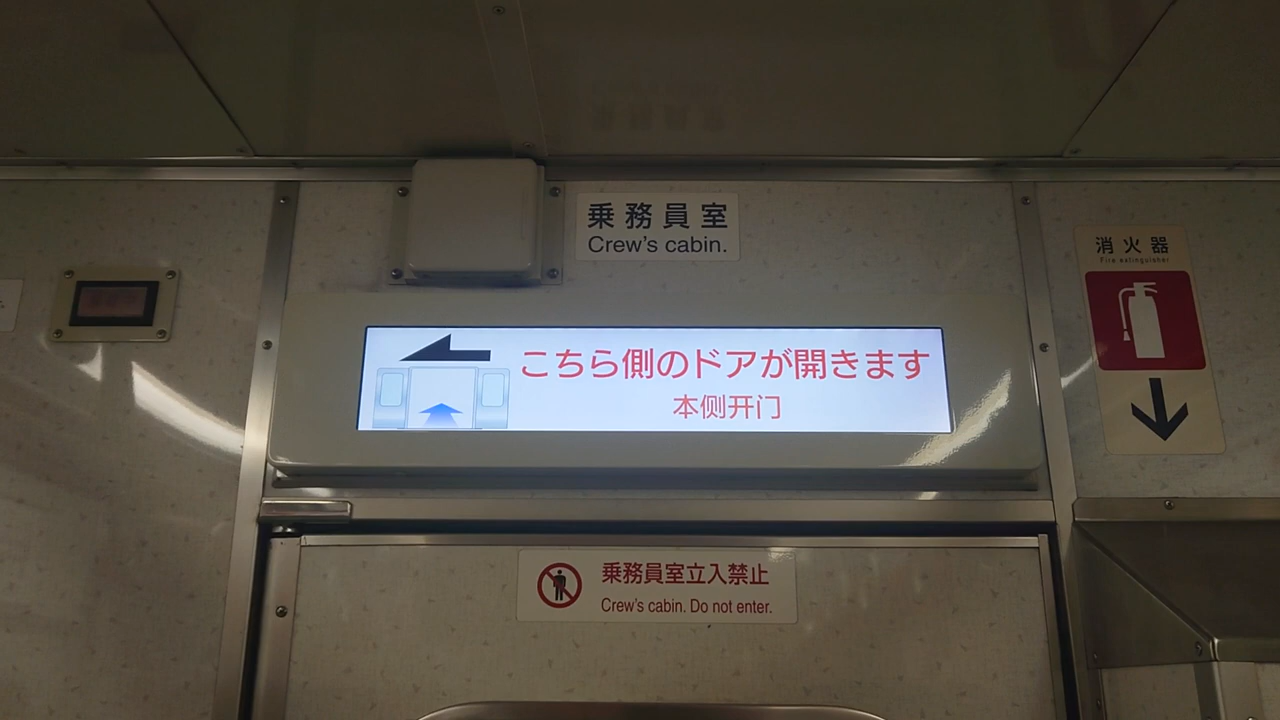 乗務員室
Crew's cabin.
消火器
Fire extinguisher
こちら側のドアが開きます
本侧开门
乗務員室立入禁止
Crew's cabin. Do not enter.